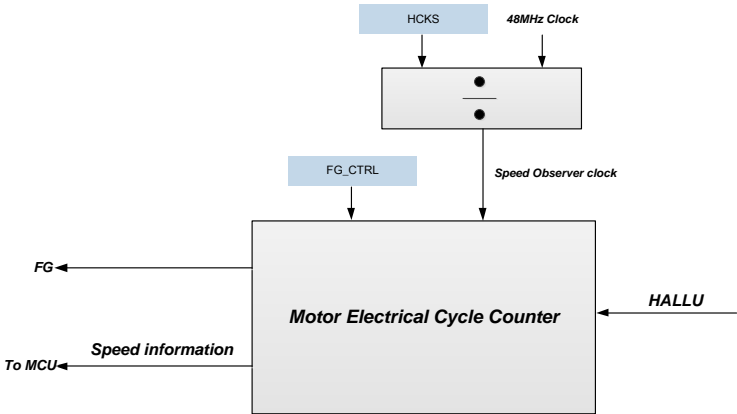 HCKS
48MHz Clock
FG_CTRL
Speed Observer clock
FG
Motor Electrical Cycle Counter
HALLU
Speed information
To MCU